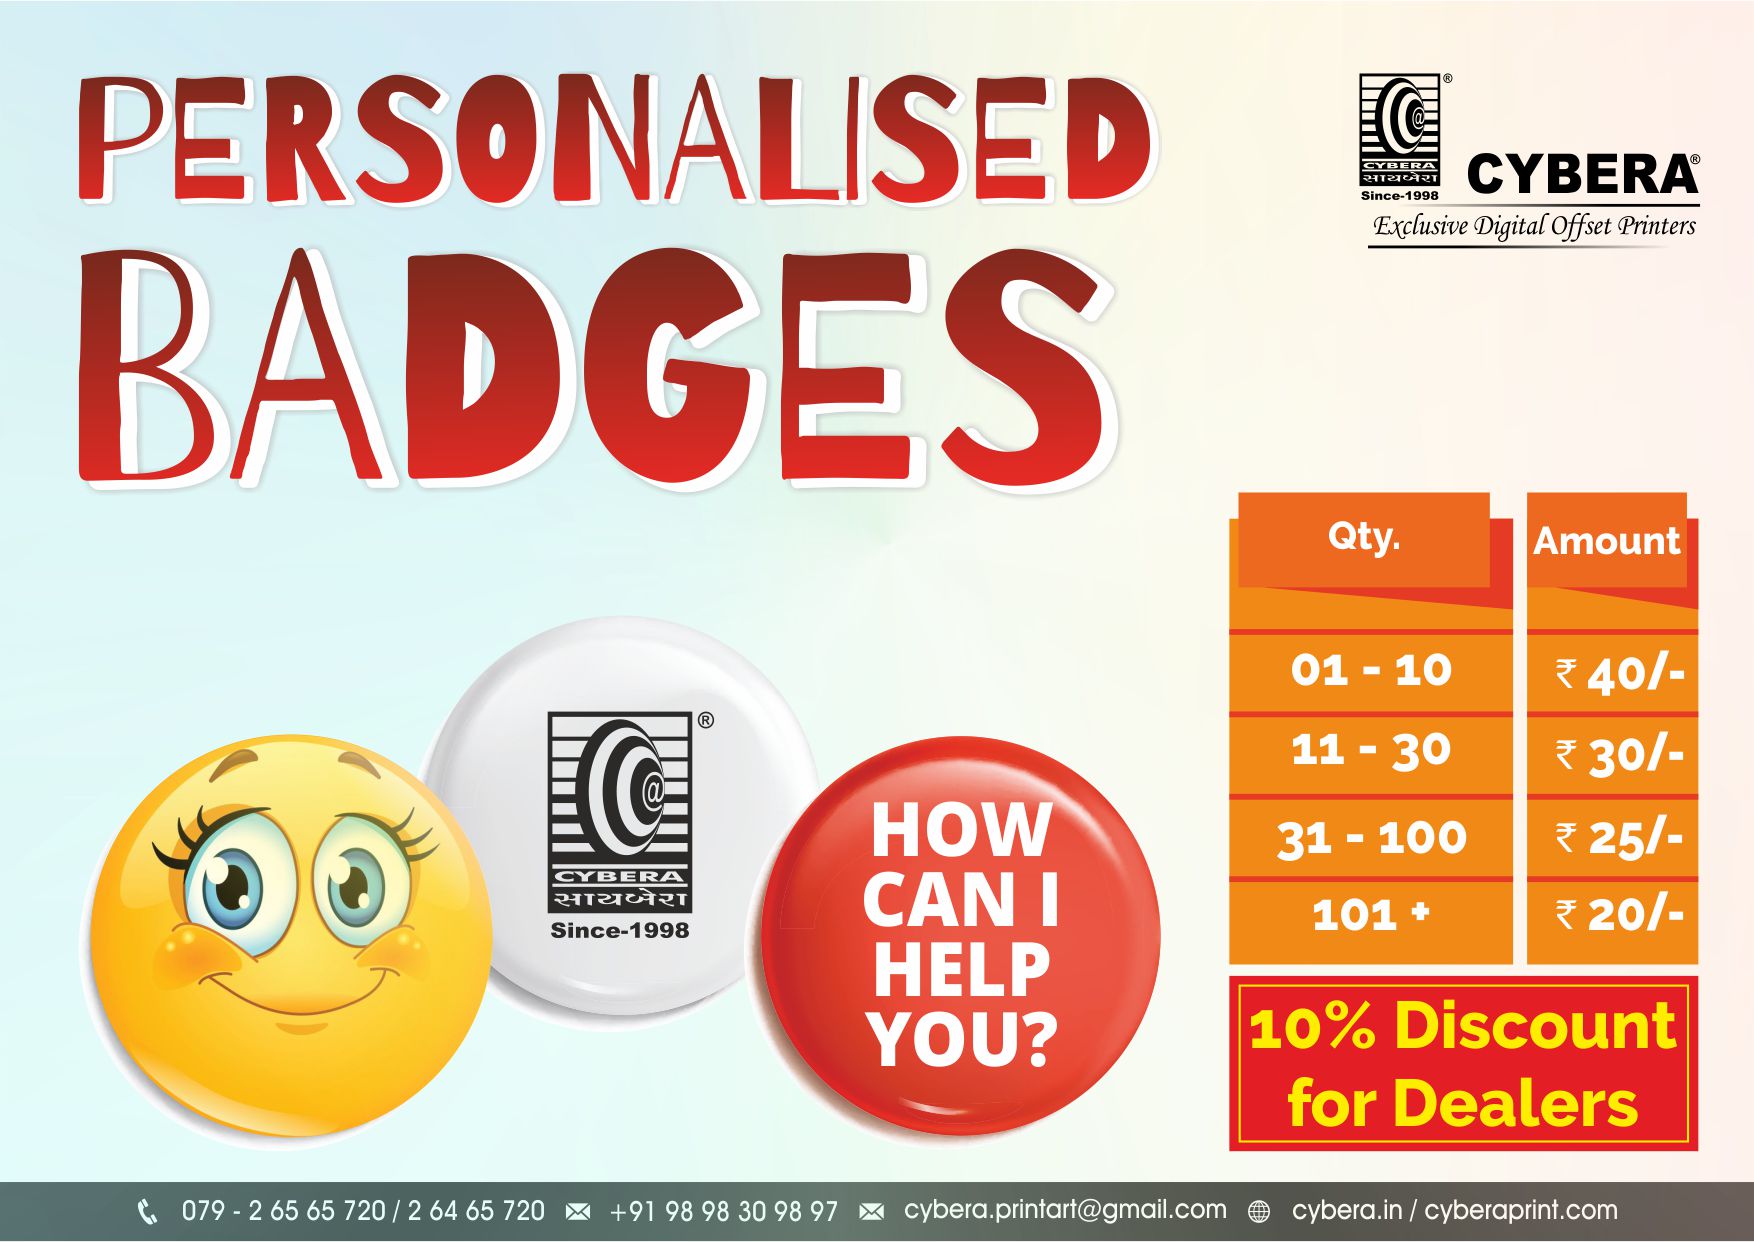 PERSONALISED
BADGES
®
CYBERA
सायबेरा
Since-1998
CYBERA®
Exclusive Digital Offset Printers
Qty. Amount
01 - 10 ₹ 40/-
11 - 30 ₹ 30/-
31 - 100 ₹ 25/-
101 + ₹ 20/-
10% Discount
for Dealers
@
®
CYBERA
सायबेरा
Since-1998
HOW
CAN I
HELP
YOU?
079 - 2 65 65 720 / 2 64 65 720 +91 98 98 30 98 97 cybera.printart@gmail.com cybera.in / cyberaprint.com